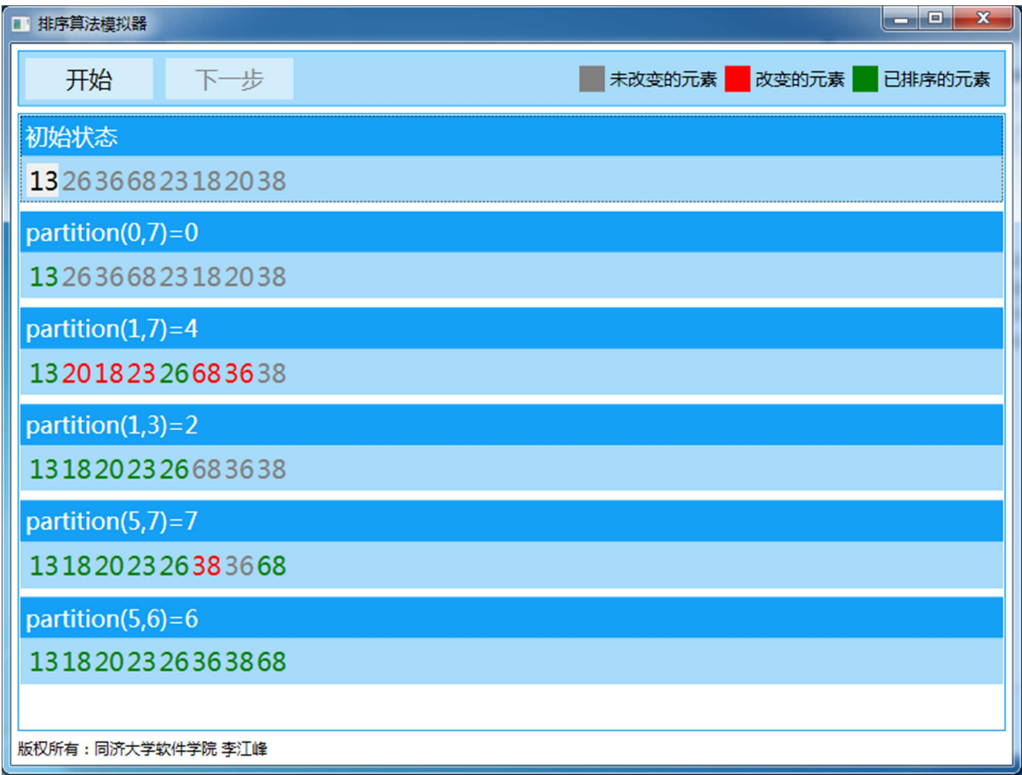 排序算法模拟器
开始 下一步 未改变的元素 改变的元素 已排序的元素
初始状态
13 26 36 68 23 18 20 38
partition(0,7)=0
13 26 36 68 23 18 20 38
partition(1,7)=4
13 20 18 23 26 68 36 38
partition(1,3)=2
13 18 20 23 26 68 36 38
partition(5,7)=7
13 18 20 23 26 38 36 68
partition(5,6)=6
13 18 20 23 26 36 38 68
版权所有：同济大学软件学院 李江峰